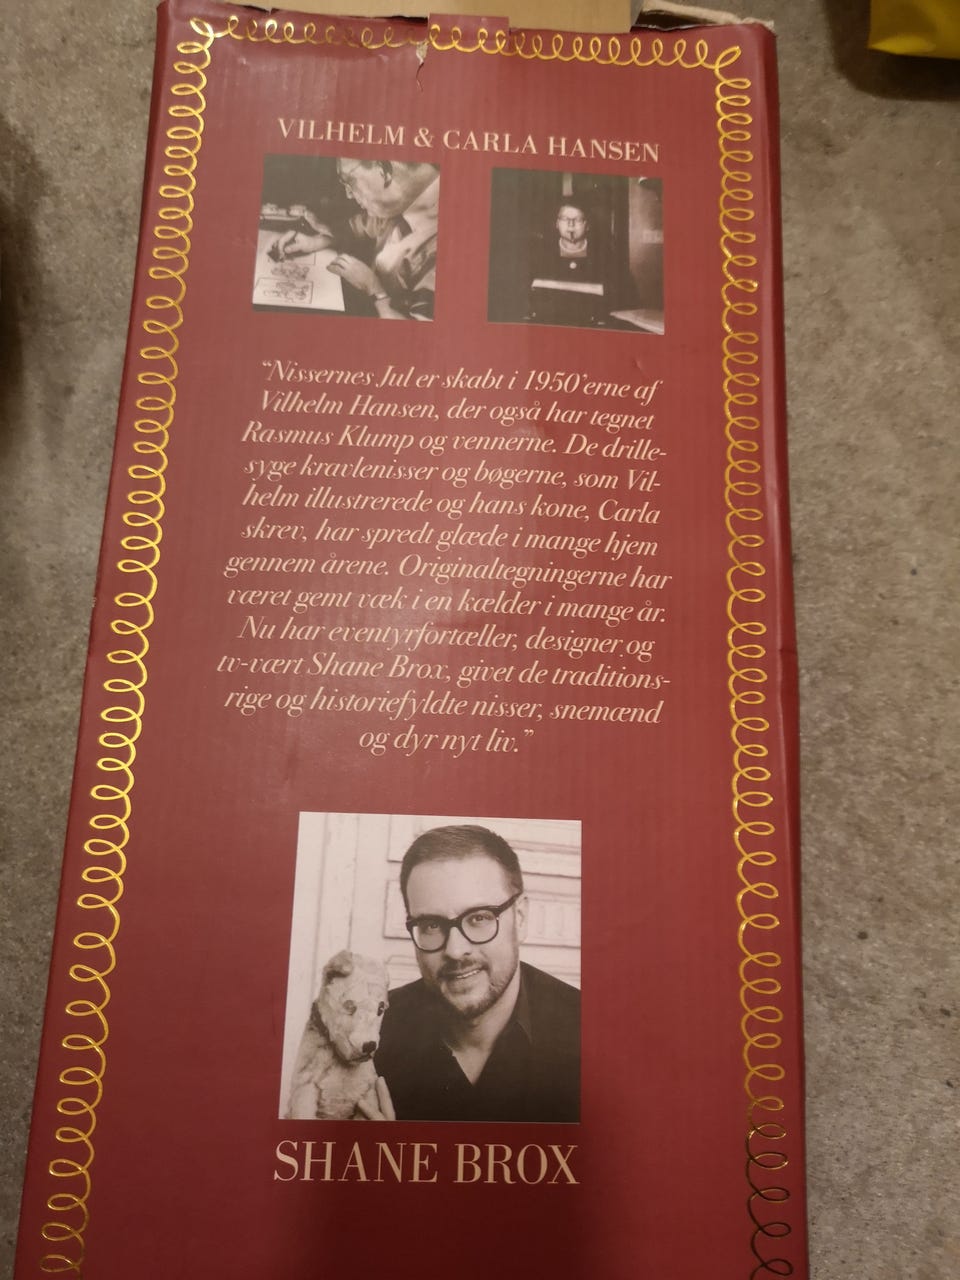 VILHELM & CARLA HANSEN
“Nissernes Jul er skabt i 1950’erne af
Vilhelm Hansen, der også har tegnet
Rasmus Klump og vennerne. De drille-
syge kravlenisser og bøgerne, som Vil-
helm illustrerede og hans kone, Carla
skrev, har spredt glæde i mange hjem
gennem årene. Originaltegningerne har
været gemt væk i en kælder i mange år.
Nu har eventyrfortæller, designer og
tv-vært Shane Brox, givet de traditions-
rige og historiefyldte nisser, snemænd
og dyr nyt liv.”
SHANE BROX